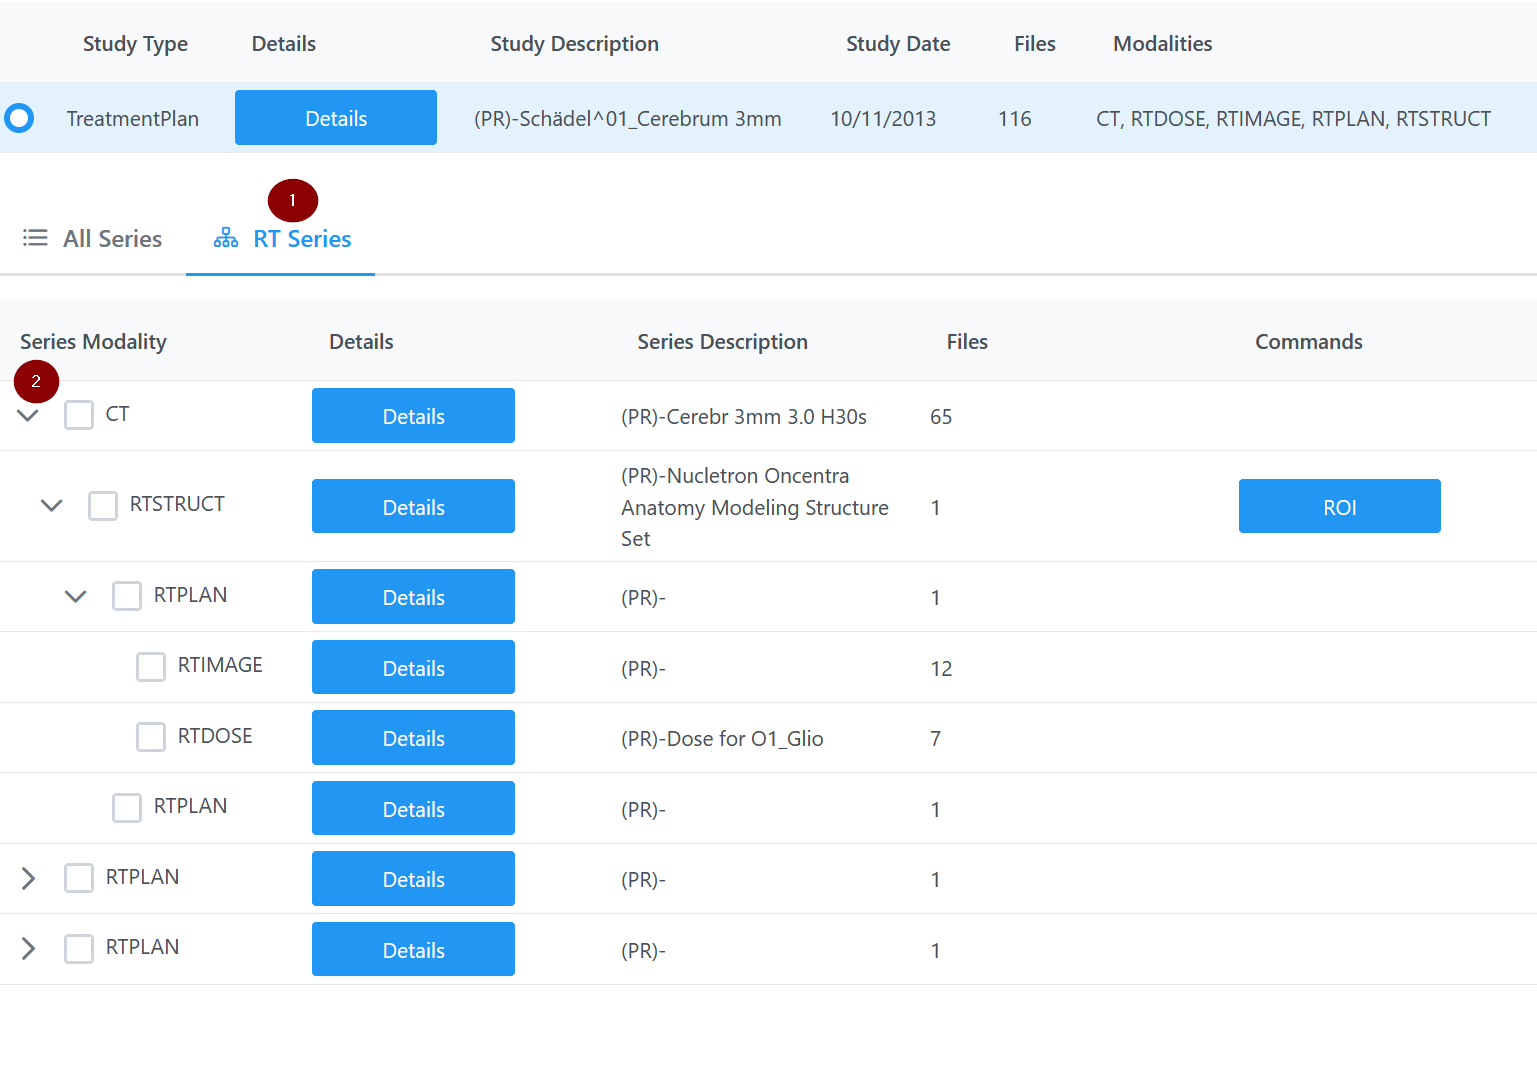 Study Type Details Study Description Study Date Files Modalities
TreatmentPlan Details (PR)-Schädel^01_Cerebrum 3mm 10/11/2013 116 CT, RTDOSE, RTIMAGE, RTPLAN, RTSTRUCT
1
All Series RT Series
Series Modality Details Series Description Files Commands
2
CT Details (PR)-Cerebr 3mm 3.0 H30s 65
RTSTRUCT Details (PR)-Nucletron Oncentra
Anatomy Modeling Structure
Set 1 ROI
RTPLAN Details (PR)- 1
RTIMAGE Details (PR)- 12
RTDOSE Details (PR)-Dose for O1_Glio 7
RTPLAN Details (PR)- 1
RTPLAN Details (PR)- 1
RTPLAN Details (PR)- 1